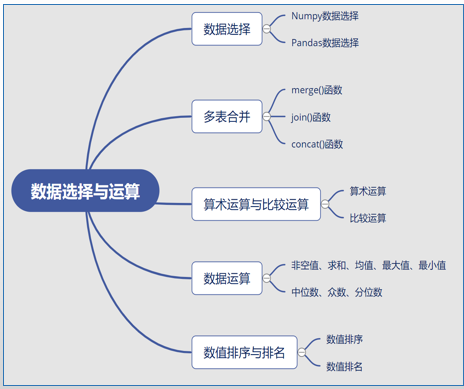 数据选择与运算
数据选择
Numpy数据选择
Pandas数据选择
多表合并
merge()函数
join()函数
concat()函数
算术运算与比较运算
算术运算
比较运算
数据运算
非空值、求和、均值、最大值、最小值
中位数、众数、分位数
数值排序与排名
数值排序
数值排名